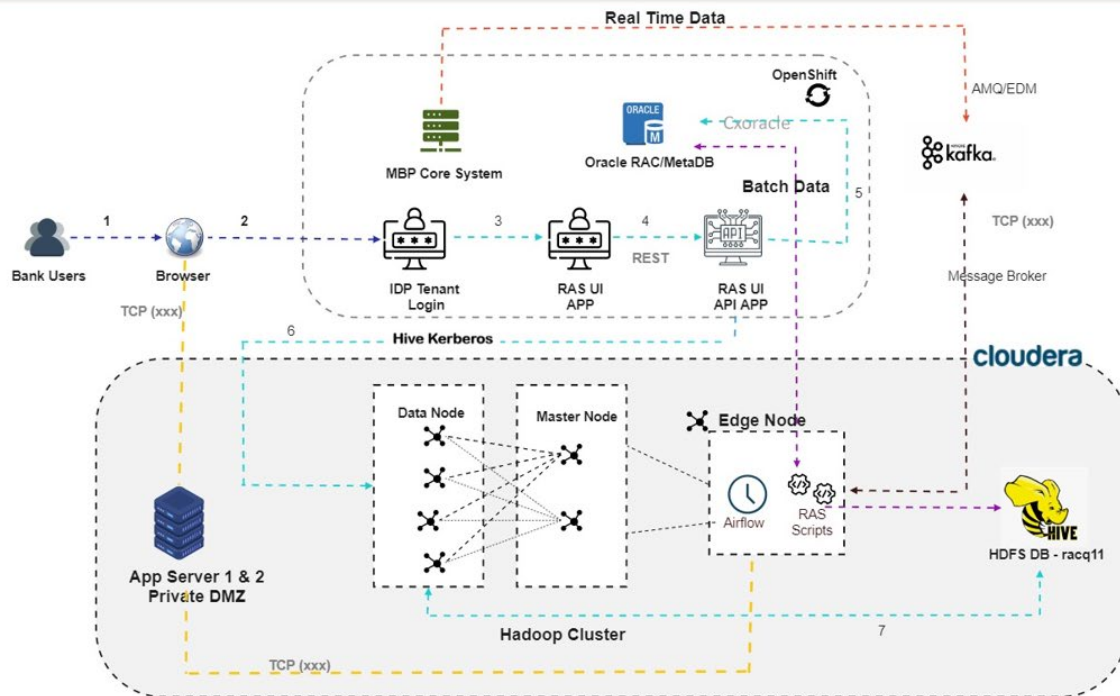 Real Time Data
OpenShift
AMQ/EDM
ORACLE
M
Cxoracle
kafka
MBP Core System
Oracle RAC/MetaDB
Batch Data
5
1
2
3
4
TCP (xxx)
API
REST
Bank Users
Browser
Message Broker
IDP Tenant
Login
RAS UI
APP
RAS UI
API APP
TCP (xxx)
6
Hive Kerberos
cloudera
Data Node
Master Node
Edge Node
Airflow
RAS
Scripts
HIVE
HDFS DB - racq11
App Server 1 & 2
Private DMZ
Hadoop Cluster
7
TCP (xxx)